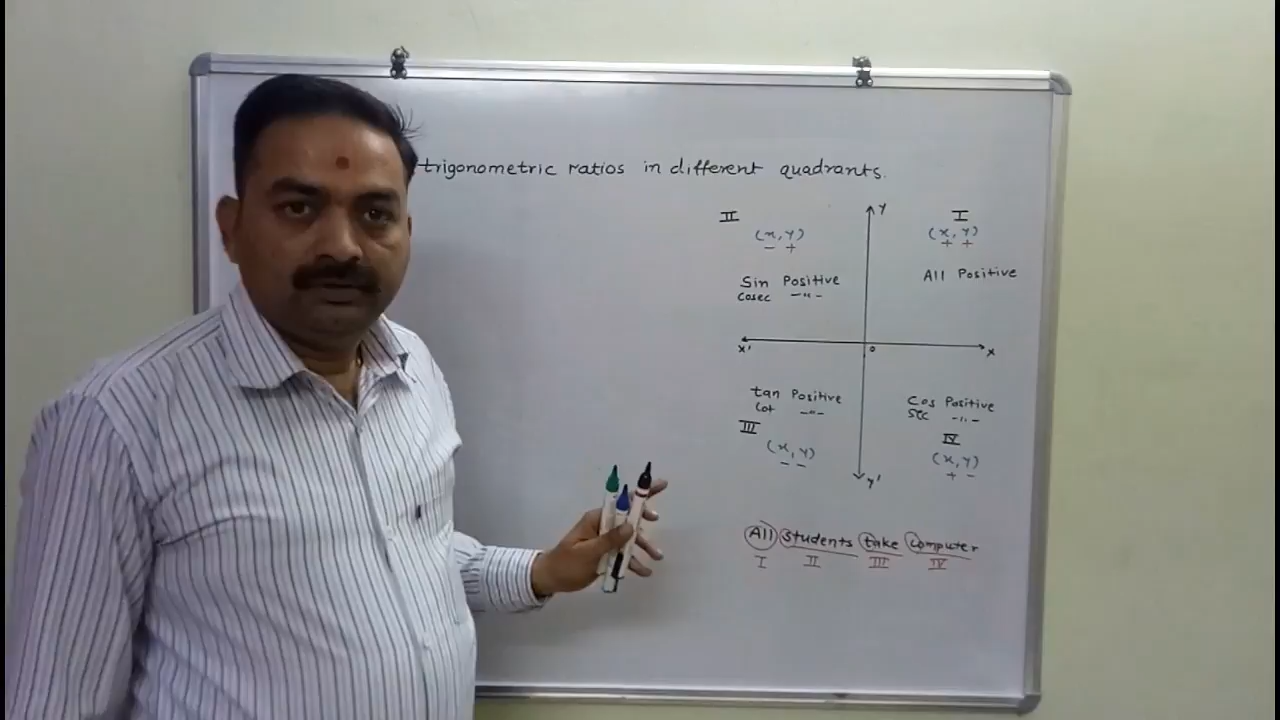 trigonometric ratios in different quadrants.
Y
II
I
(x, y)
- +
(x, y)
+ +
Sin Positive
Cosec —"—
All Positive
X'
O
X
tan Positive
Cot —"—
Cos Positive
Sec —"—
III
IV
(x, y)
- -
(x, y)
+ -
Y'
All Students take Computer
I II III IV